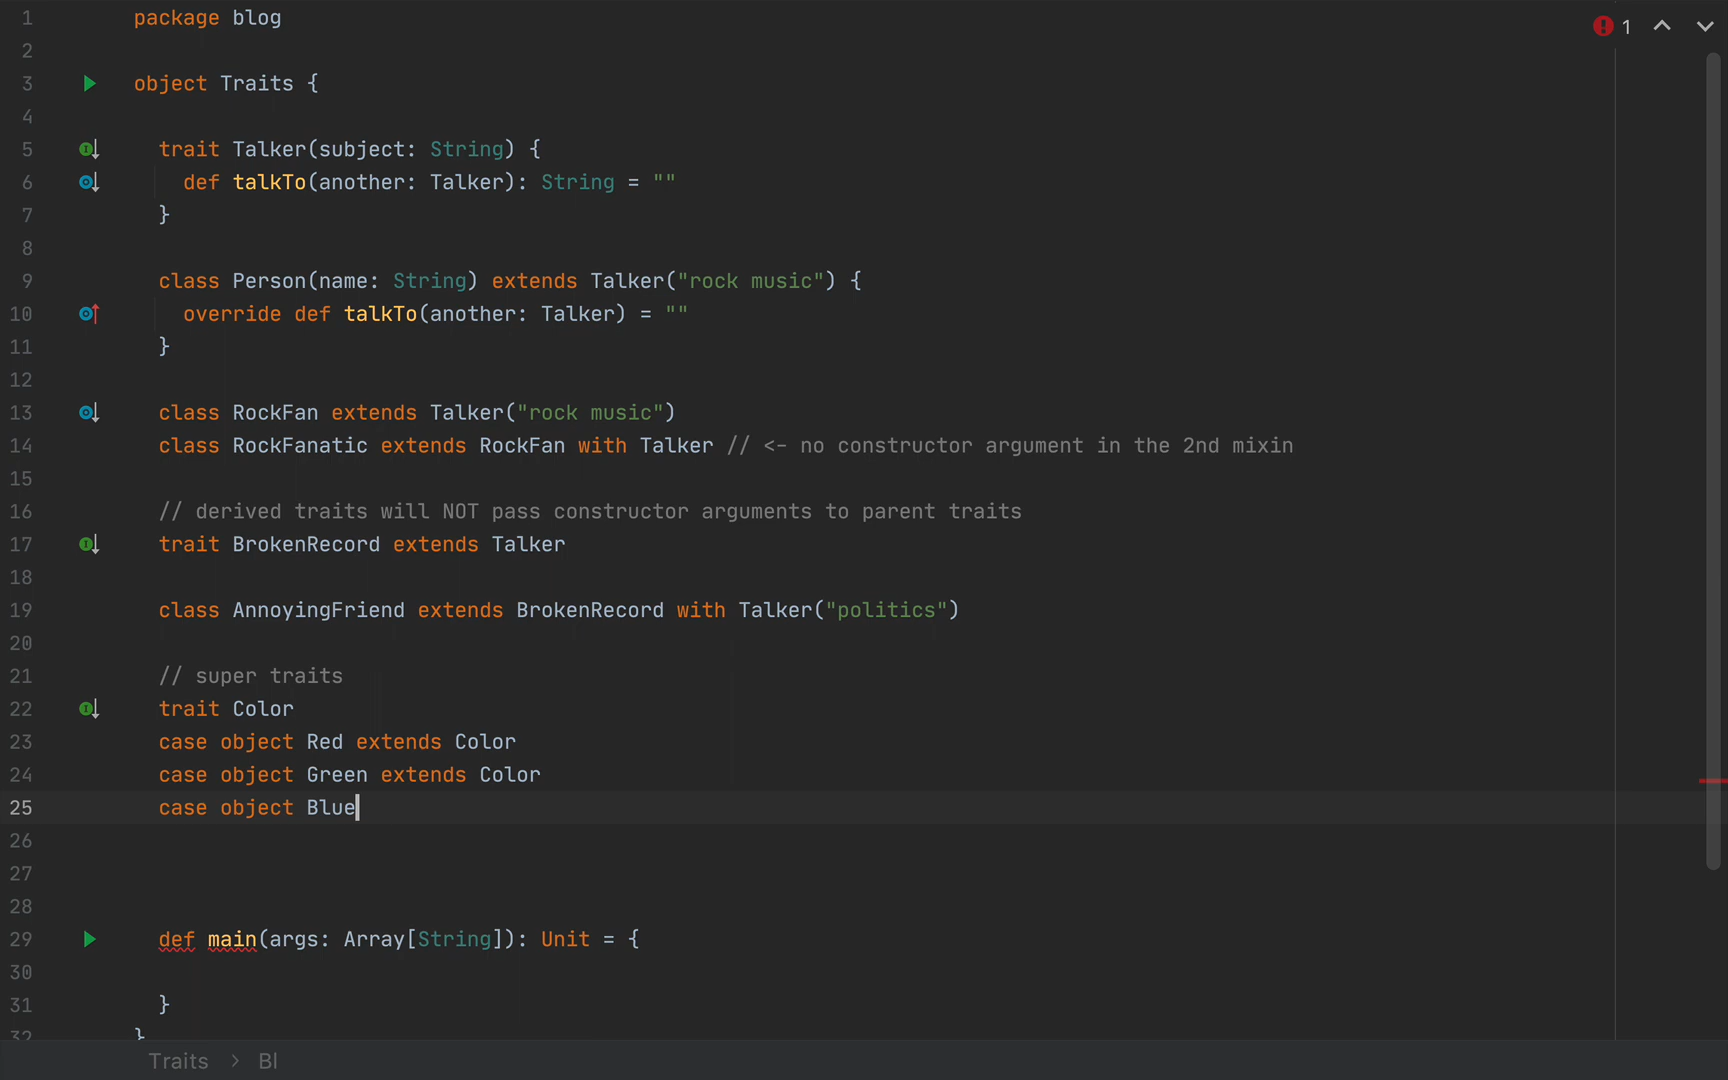 1 package blog
2
3 object Traits {
4
5 trait Talker(subject: String) {
6 def talkTo(another: Talker): String = ""
7 }
8
9 class Person(name: String) extends Talker("rock music") {
10 override def talkTo(another: Talker) = ""
11 }
12
13 class RockFan extends Talker("rock music")
14 class RockFanatic extends RockFan with Talker // <- no constructor argument in the 2nd mixin
15
16 // derived traits will NOT pass constructor arguments to parent traits
17 trait BrokenRecord extends Talker
18
19 class AnnoyingFriend extends BrokenRecord with Talker("politics")
20
21 // super traits
22 trait Color
23 case object Red extends Color
24 case object Green extends Color
25 case object Blue
26
27
28
29 def main(args: Array[String]): Unit = {
30
31 }
32 }
1
Traits > Bl